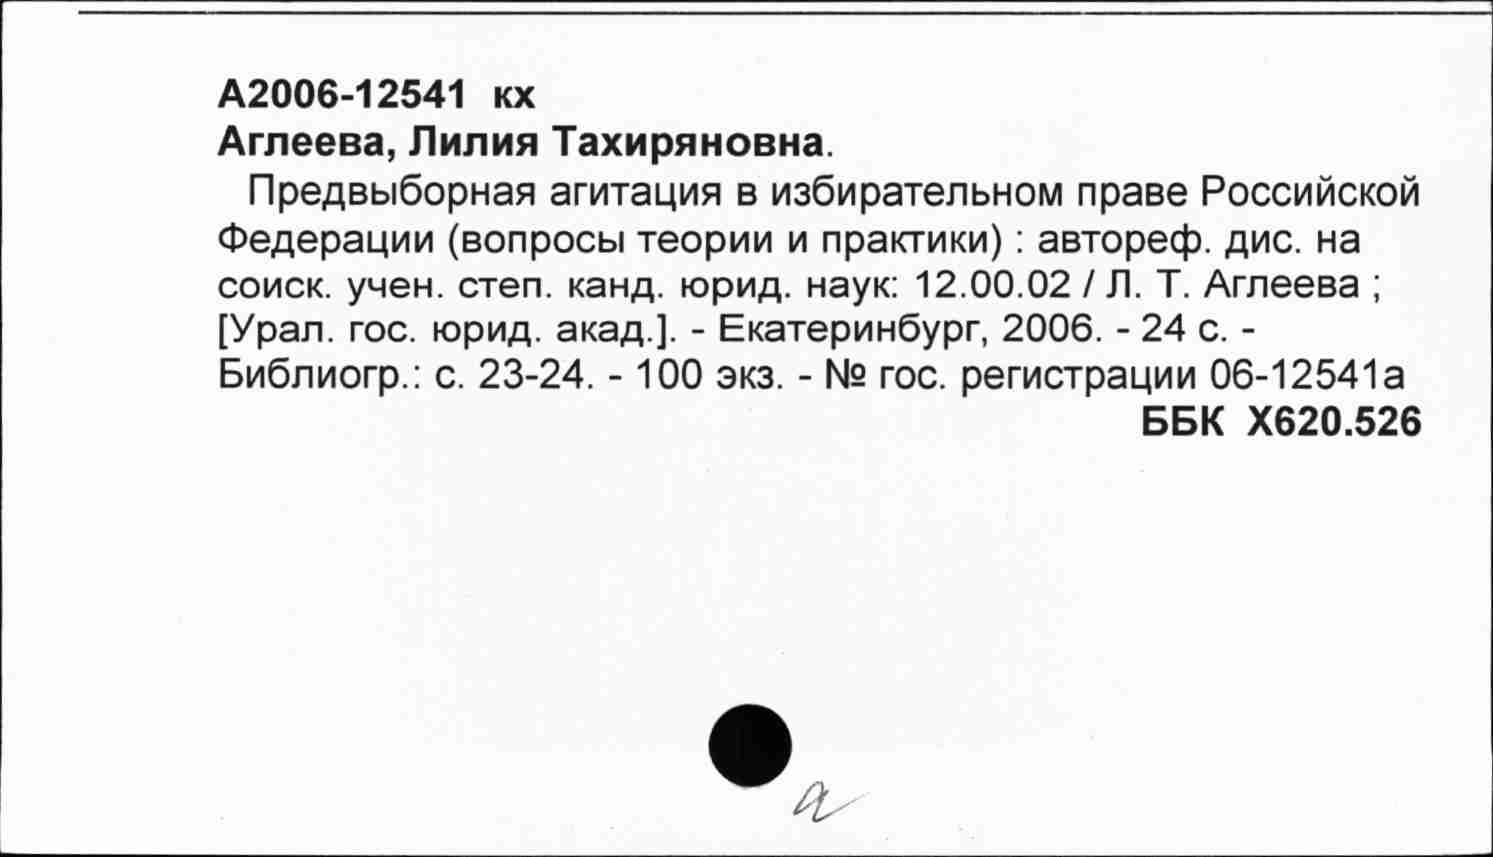 А2006-12541 кх
Аглеева, Лилия Тахиряновна.
Предвыборная агитация в избирательном праве Российской
Федерации (вопросы теории и практики) : автореф. дис. на
соиск. учен. степ. канд. юрид. наук: 12.00.02 / Л. Т. Аглеева ;
[Урал. гос. юрид. акад.]. - Екатеринбург, 2006. - 24 с. -
Библиогр.: с. 23-24. - 100 экз. - № гос. регистрации 06-12541а
ББК Х620.526
а